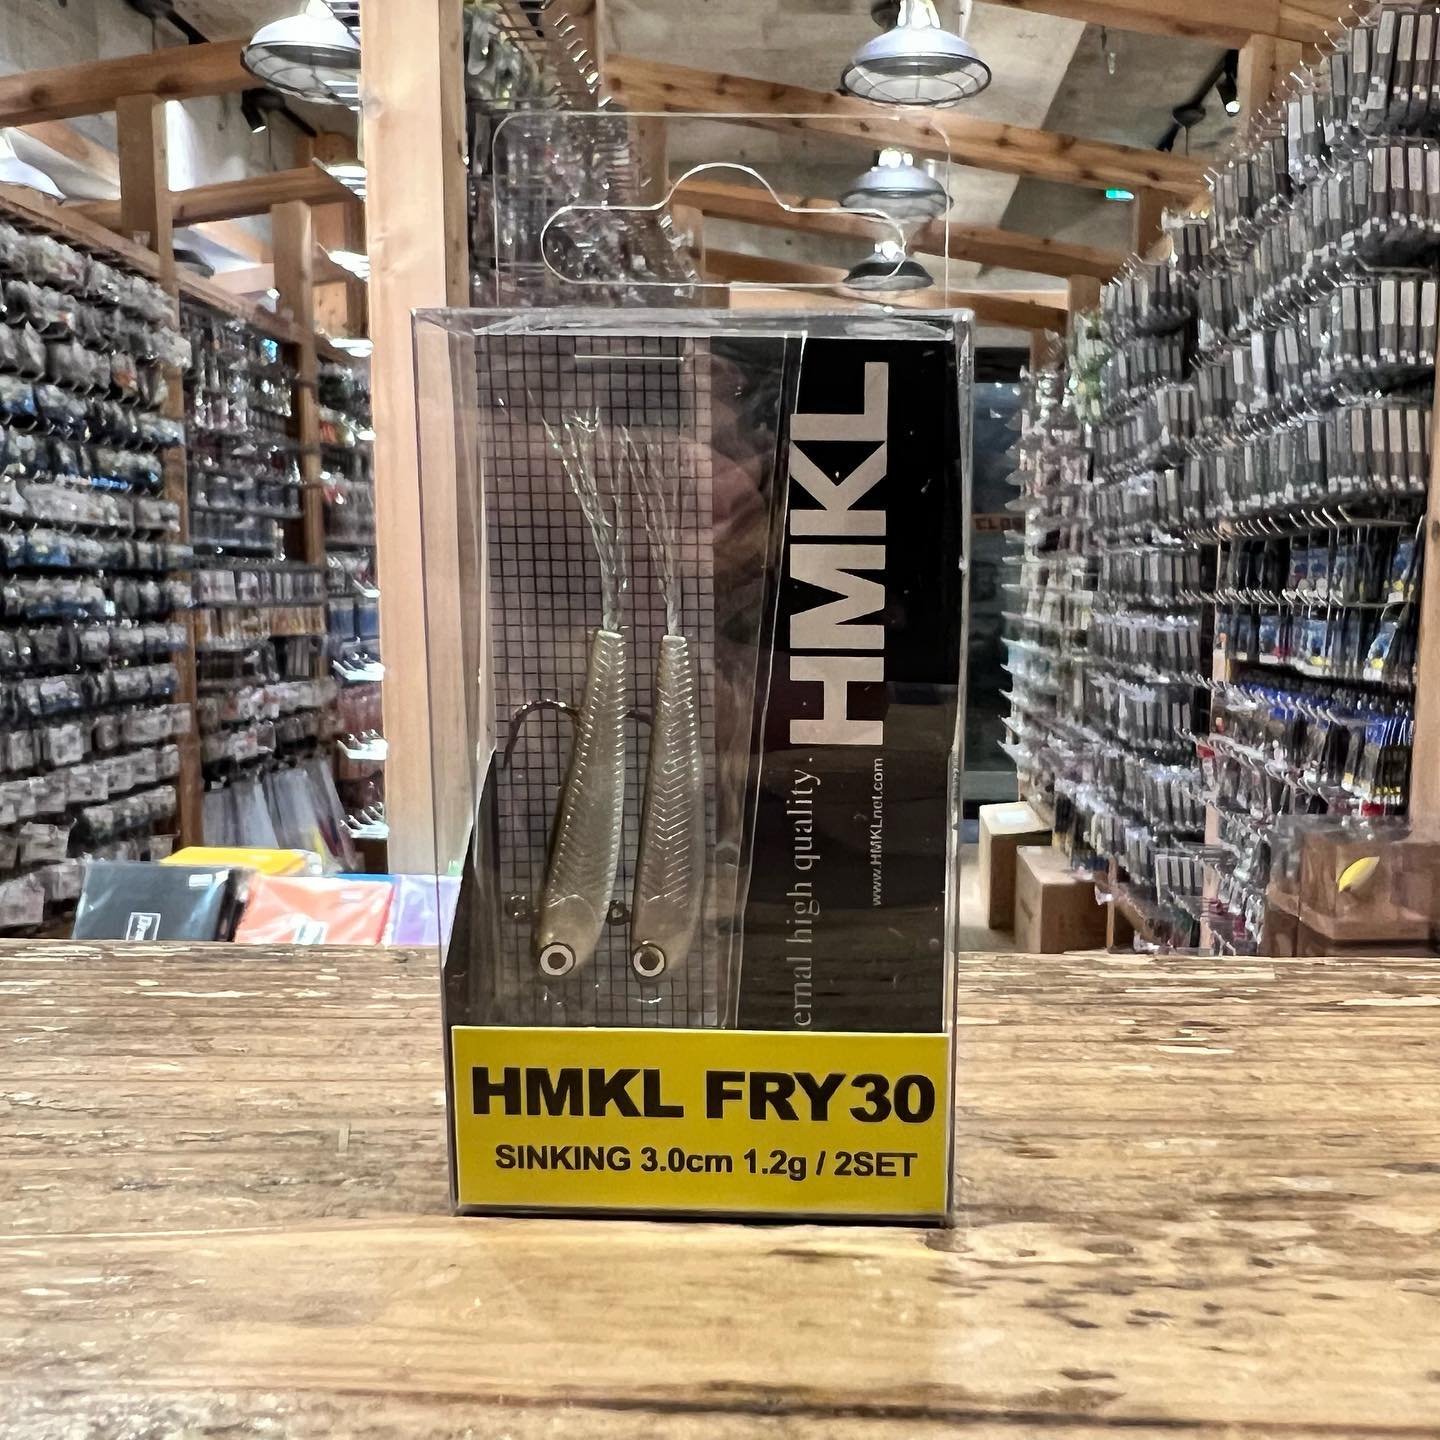 HMKL
ernal high quality.
www.HMKLnet.com
HMKL FRY30
SINKING 3.0cm 1.2g / 2SET